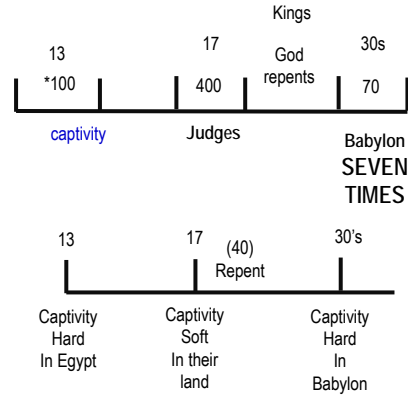 Kings
13
17
God
repents
30s
*100
400
70
captivity
Judges
Babylon
SEVEN
TIMES
13
17
(40)
Repent
30's
Captivity
Hard
In Egypt
Captivity
Soft
In their
land
Captivity
Hard
In
Babylon